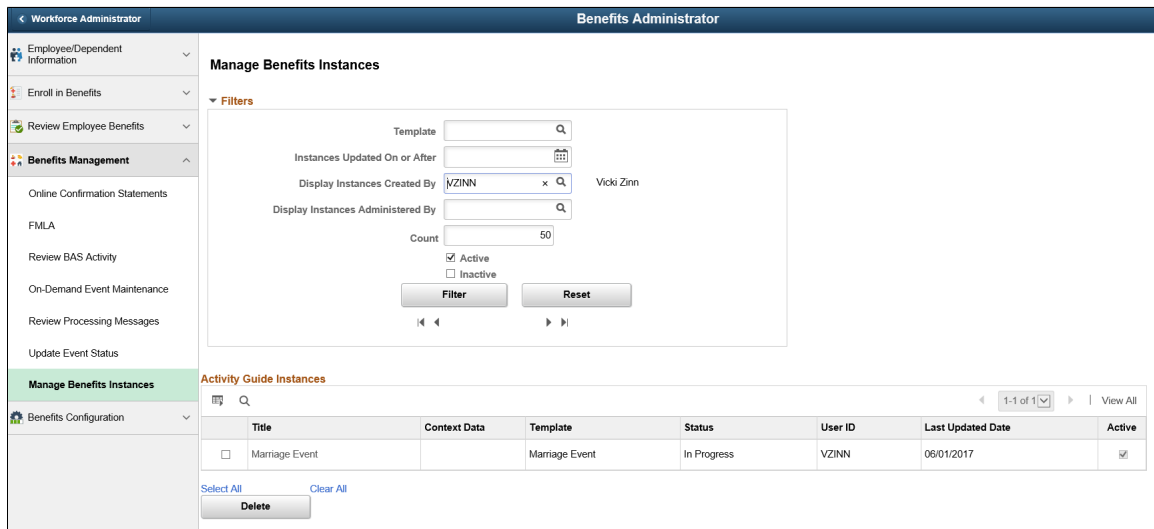 Workforce Administrator
Benefits Administrator
Employee/Dependent
Information
Enroll in Benefits
Review Employee Benefits
Benefits Management
Online Confirmation Statements
FMLA
Review BAS Activity
On-Demand Event Maintenance
Review Processing Messages
Update Event Status
Manage Benefits Instances
Benefits Configuration
Manage Benefits Instances
Filters
Template
Instances Updated On or After
Display Instances Created By VZINN × Vicki Zinn
Display Instances Administered By
Count 50
Active
Inactive
Filter Reset
Activity Guide Instances
1-1 of 1 | View All
Title Context Data Template Status User ID Last Updated Date Active
Marriage Event Marriage Event In Progress VZINN 06/01/2017
Select All Clear All
Delete